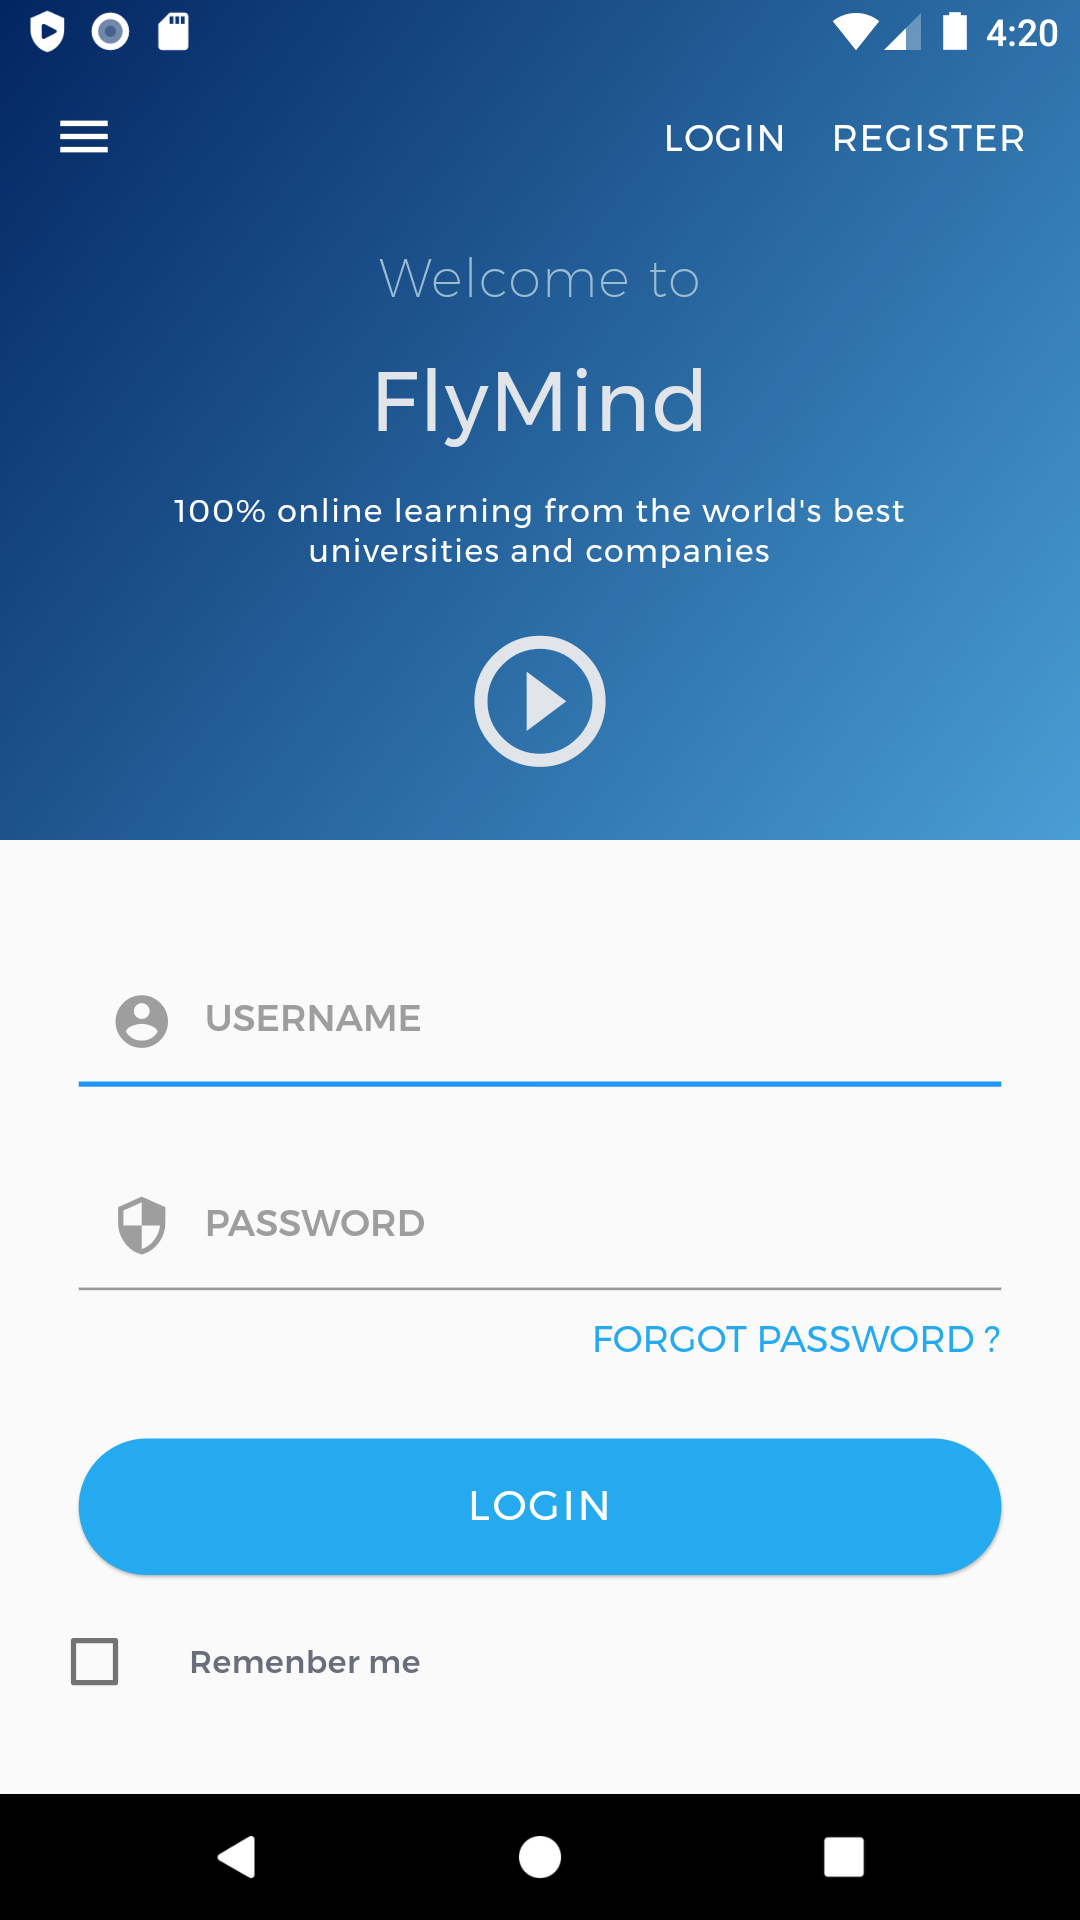 4:20
LOGIN REGISTER
Welcome to
FlyMind
100% online learning from the world's best
universities and companies
USERNAME
PASSWORD
FORGOT PASSWORD ?
LOGIN
Remenber me